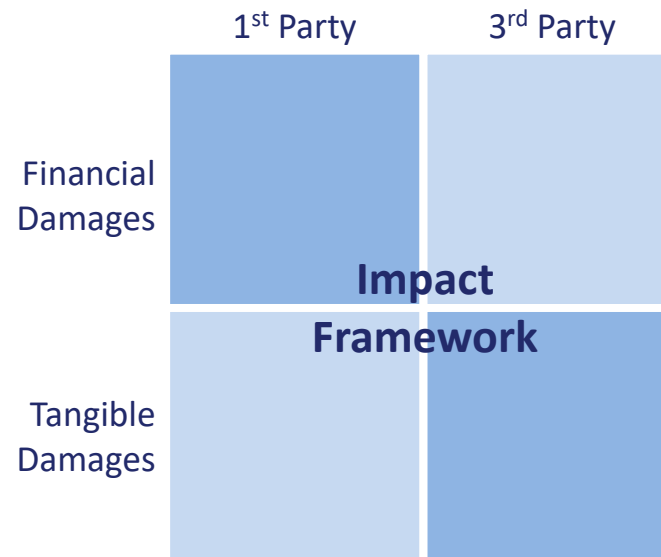 1st Party
3rd Party
Financial
Damages
Impact
Framework
Tangible
Damages